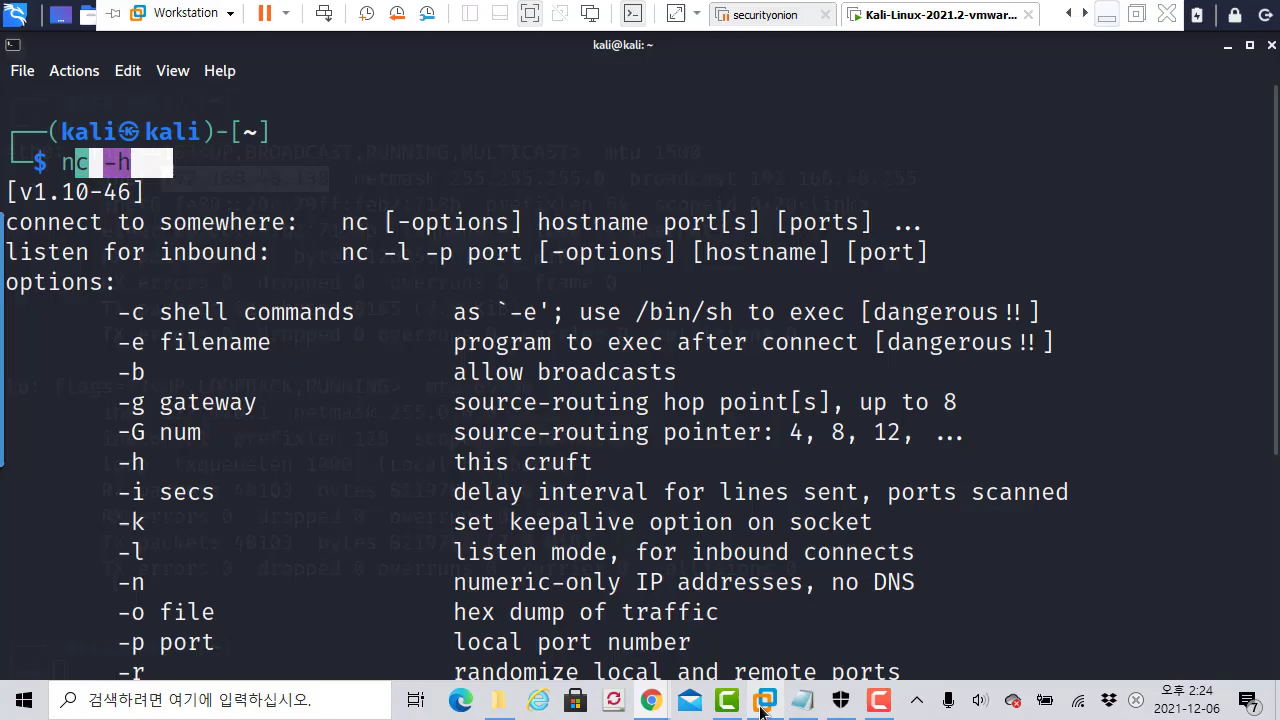 Workstation
securityonion
Kali-Linux-2021.2-vmwar...
kali@kali: ~
File Actions Edit View Help
┌──(kali㉿kali)-[~]
└─$ nc -h
[v1.10-46]
connect to somewhere: nc [-options] hostname port[s] [ports] ...
listen for inbound: nc -l -p port [-options] [hostname] [port]
options:
-c shell commands as `-e'; use /bin/sh to exec [dangerous!!]
-e filename program to exec after connect [dangerous!!]
-b allow broadcasts
-g gateway source-routing hop point[s], up to 8
-G num source-routing pointer: 4, 8, 12, ...
-h this cruft
-i secs delay interval for lines sent, ports scanned
-k set keepalive option on socket
-l listen mode, for inbound connects
-n numeric-only IP addresses, no DNS
-o file hex dump of traffic
-p port local port number
-r randomize local and remote ports
검색하려면 여기에 입력하십시오.
오후 2:24
2021-12-06
7